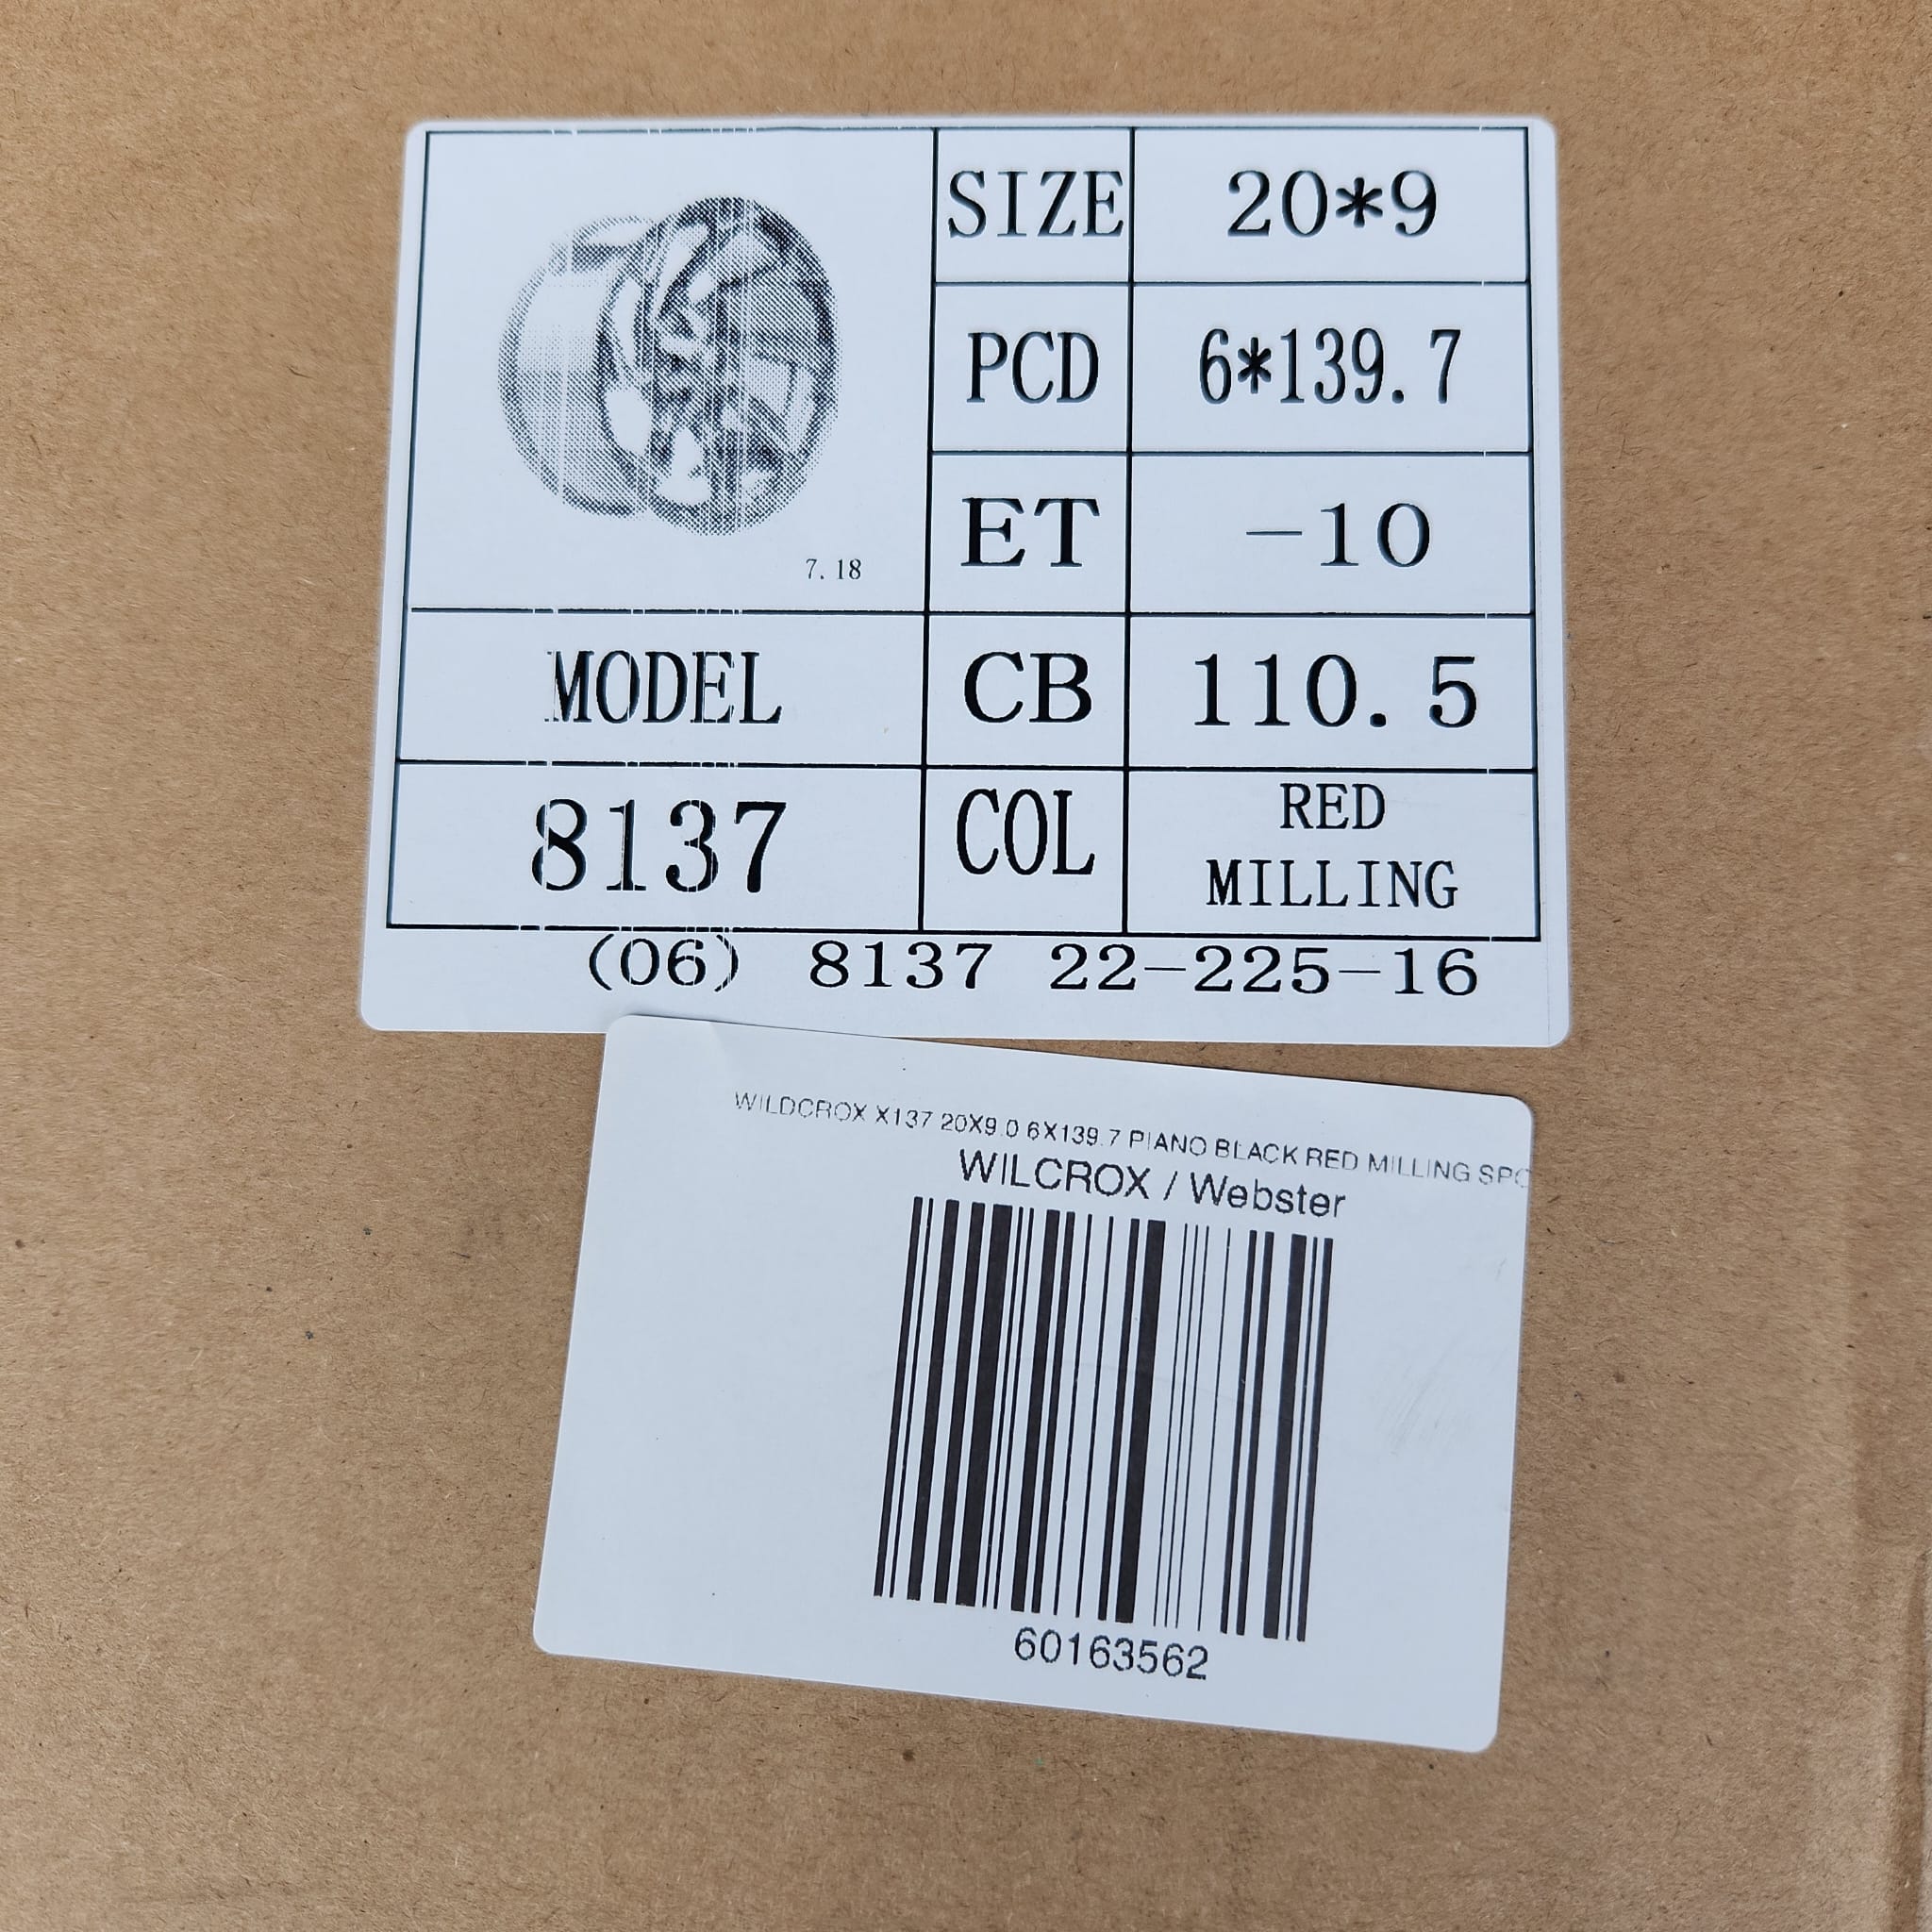 SIZE 20*9
PCD 6*139.7
ET -10
7.18
MODEL CB 110.5
8137 COL RED
MILLING
(06) 8137 22-225-16
WILDCROX X137 20X9.0 6X139.7 PIANO BLACK RED MILLING
WILCROX / Webster
60163562